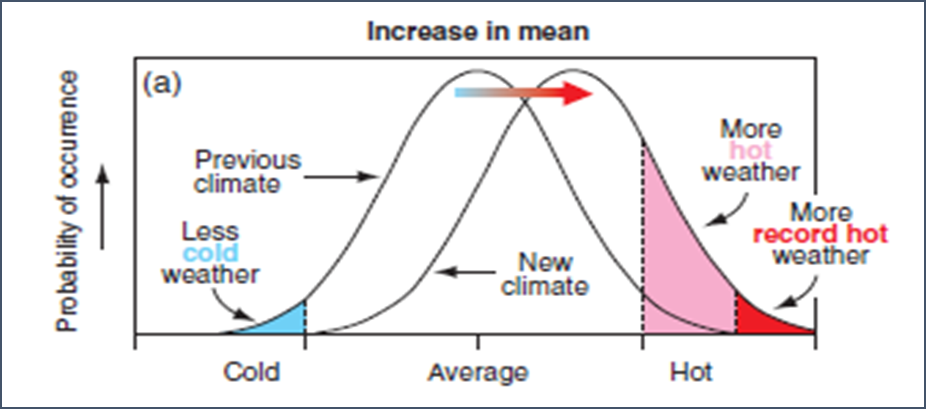 Increase in mean
(a)
Probability of occurrence
Previous
climate
Less
cold
weather
New
climate
More
hot
weather
More
record hot
weather
Cold
Average
Hot